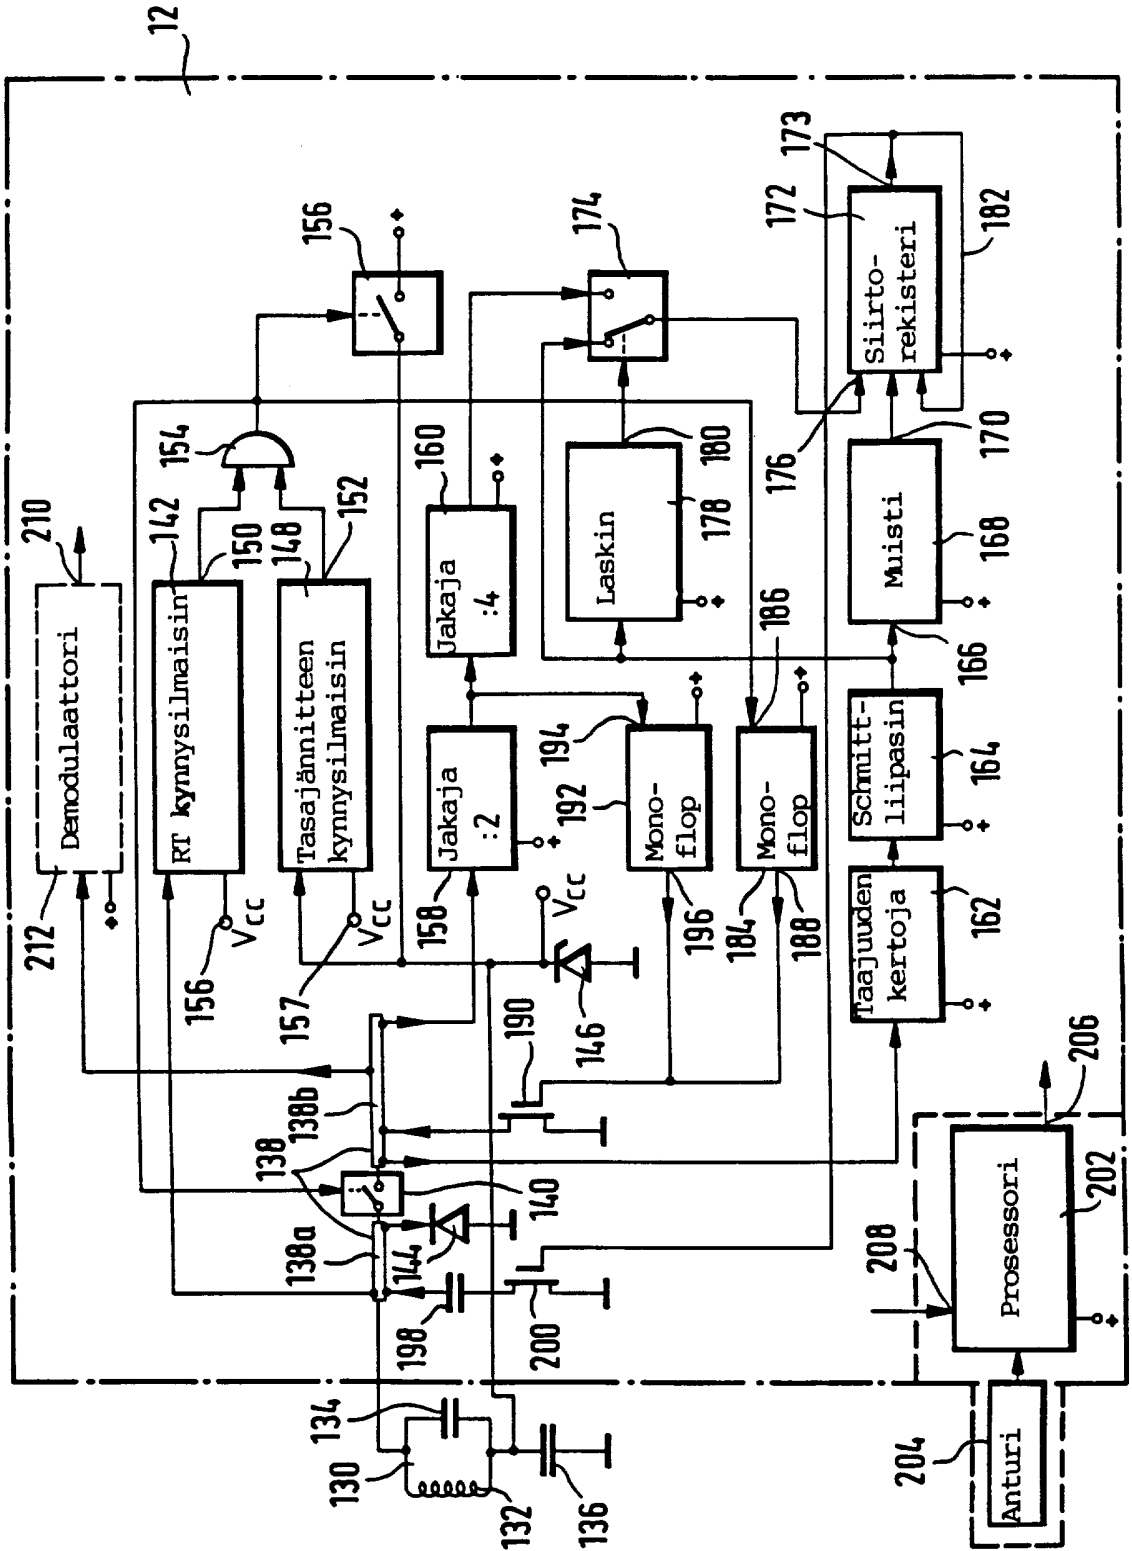 12
210
Demodulaattori
212
142
RT kynnysilmaisin
150
156
VCC
154
148
Tasajännitteen
kynnysilmaisin
152
157
VCC
156
+
+
160
Jakaja
:4
+
Jakaja
:2
158
+
VCC
146
174
180
Laskin
178
+
194
192
Mono-
flop
196
+
186
184
Mono-
flop
188
+
173
172
Siirto-
rekisteri
182
176
+
170
Muisti
168
166
+
Schmitt-
liipasin
164
+
Taajuuden
kertoja
162
+
190
138b
138
138a
140
144
198
200
134
130
132
136
206
Prosessori
202
208
+
204
Anturi